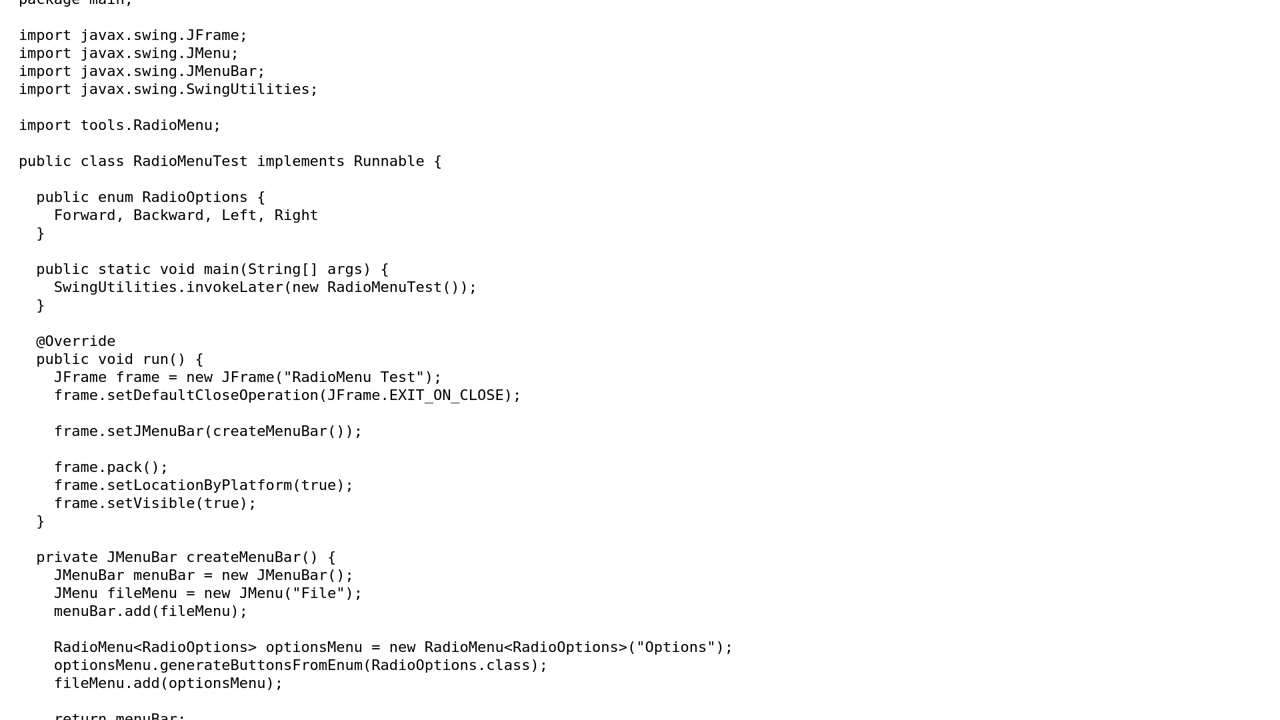 package main;

import javax.swing.JFrame;
import javax.swing.JMenu;
import javax.swing.JMenuBar;
import javax.swing.SwingUtilities;

import tools.RadioMenu;

public class RadioMenuTest implements Runnable {

  public enum RadioOptions {
    Forward, Backward, Left, Right
  }

  public static void main(String[] args) {
    SwingUtilities.invokeLater(new RadioMenuTest());
  }

  @Override
  public void run() {
    JFrame frame = new JFrame("RadioMenu Test");
    frame.setDefaultCloseOperation(JFrame.EXIT_ON_CLOSE);

    frame.setJMenuBar(createMenuBar());

    frame.pack();
    frame.setLocationByPlatform(true);
    frame.setVisible(true);
  }

  private JMenuBar createMenuBar() {
    JMenuBar menuBar = new JMenuBar();
    JMenu fileMenu = new JMenu("File");
    menuBar.add(fileMenu);

    RadioMenu<RadioOptions> optionsMenu = new RadioMenu<RadioOptions>("Options");
    optionsMenu.generateButtonsFromEnum(RadioOptions.class);
    fileMenu.add(optionsMenu);

    return menuBar;